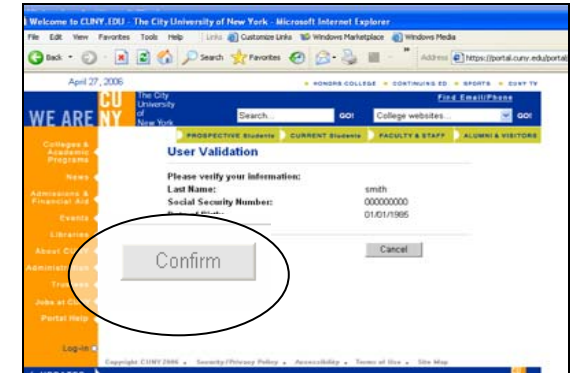 Welcome to CUNY.EDU - The City University of New York - Microsoft Internet Explorer
File Edit View Favorites Tools Help Links Customize Links Windows Marketplace Windows Media
Back Search Favorites Address https://portal.cuny.edu/portal
April 27, 2006 HONORS COLLEGE CONTINUING ED SPORTS CUNY TV
WE ARE CU NY The City University of New York
Find Email/Phone
Search... GO! College websites... GO!
PROSPECTIVE Students CURRENT Students FACULTY & STAFF ALUMNI & VISITORS
Colleges & Academic Programs
News
Admissions & Financial Aid
Events
Libraries
About CUNY
Jobs at CUNY
Portal Help
Log-in
User Validation
Please verify your information:
Last Name: smith
Social Security Number: 000000000
01/01/1985
Confirm
Cancel
Copyright CUNY 2006 Security/Privacy Policy Accessibility Terms of Use Site Map